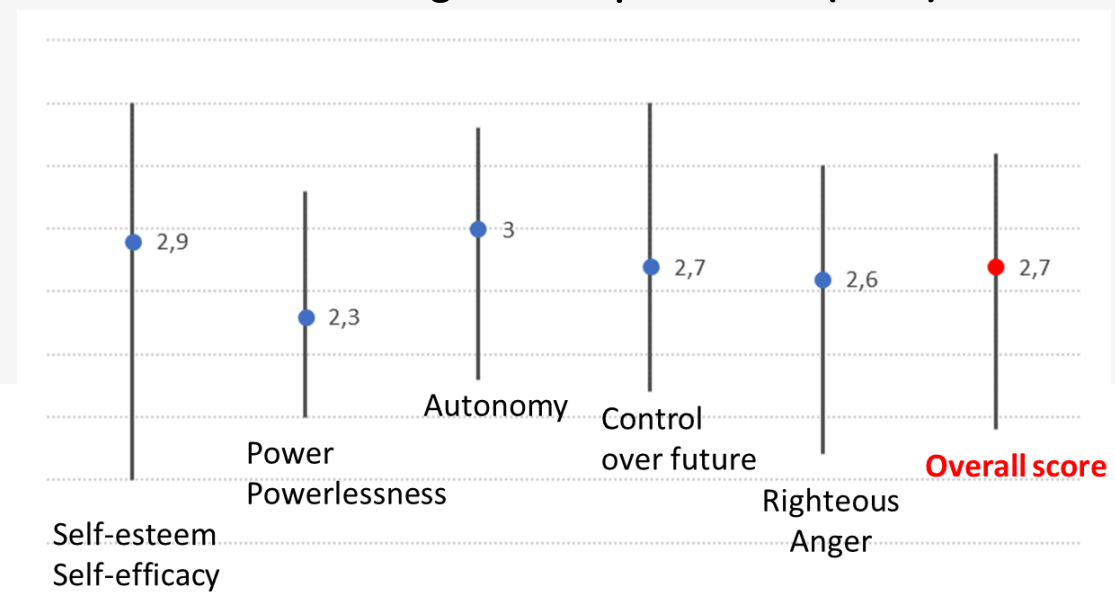 2,9
2,3
3
2,7
2,6
2,7
Autonomy
Control
over future
Power
Powerlessness
Overall score
Righteous
Anger
Self-esteem
Self-efficacy